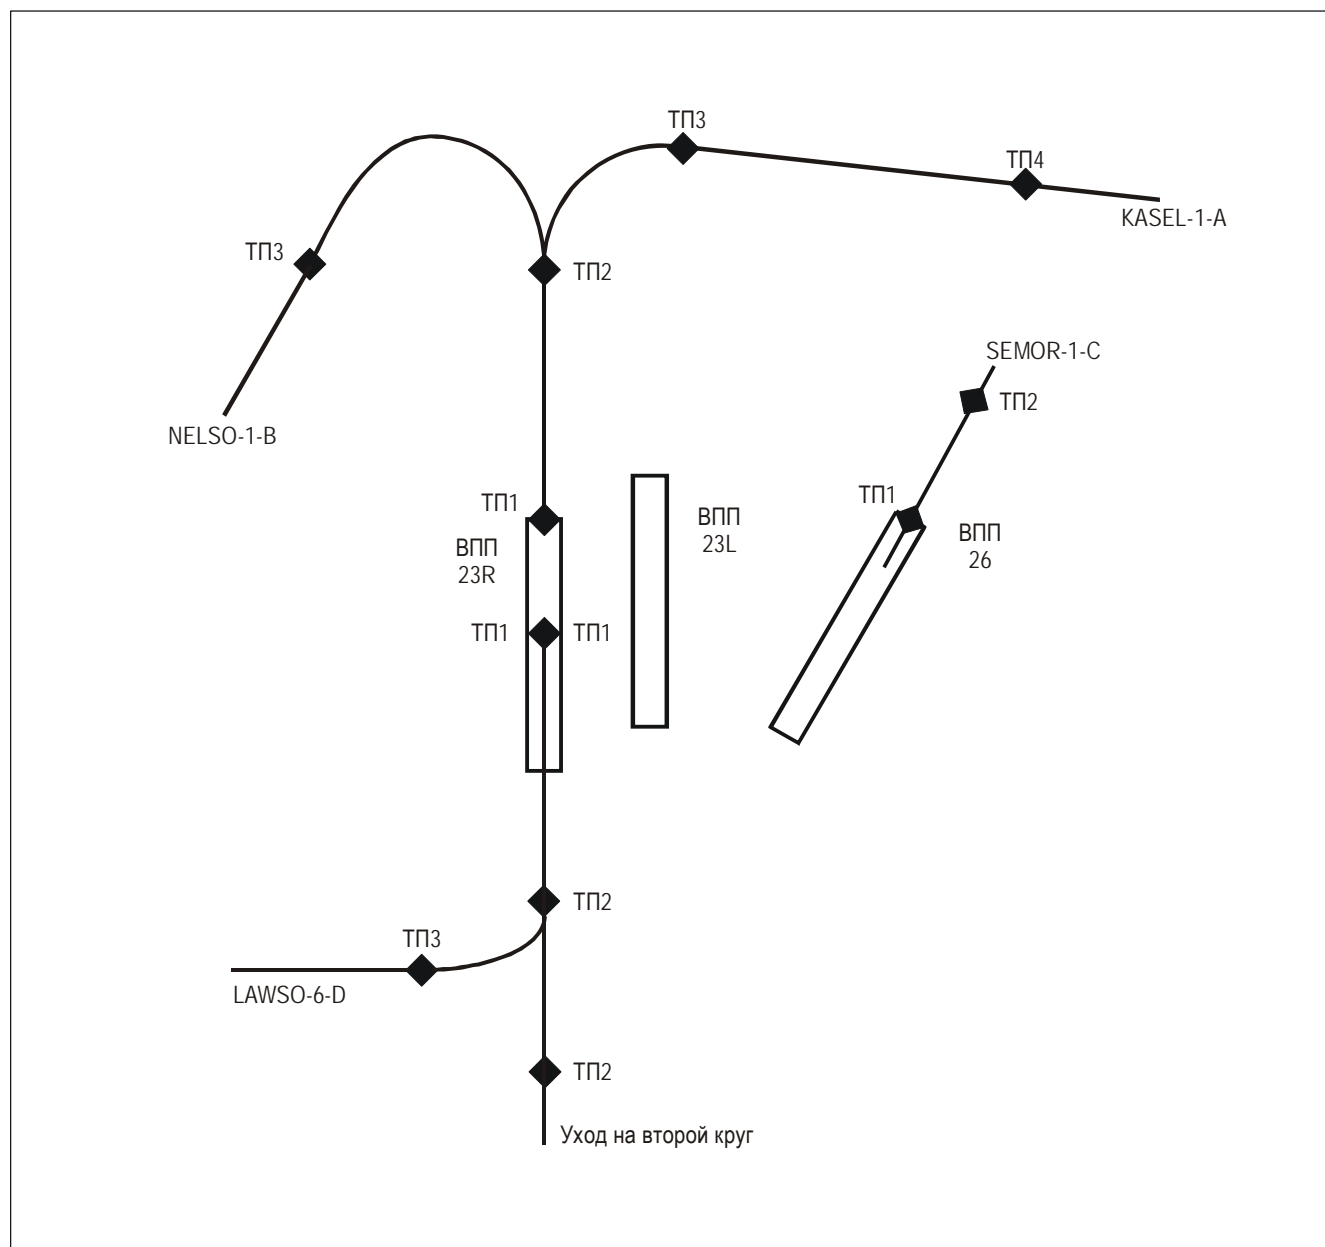 ТП3
ТП4
KASEL-1-A
ТП3
ТП2
SEMOR-1-C
ТП2
NELSO-1-B
ТП1
ТП1
ВПП
23R
ВПП
23L
ВПП
26
ТП1
ТП1
ТП2
ТП3
LAWSO-6-D
ТП2
Уход на второй круг